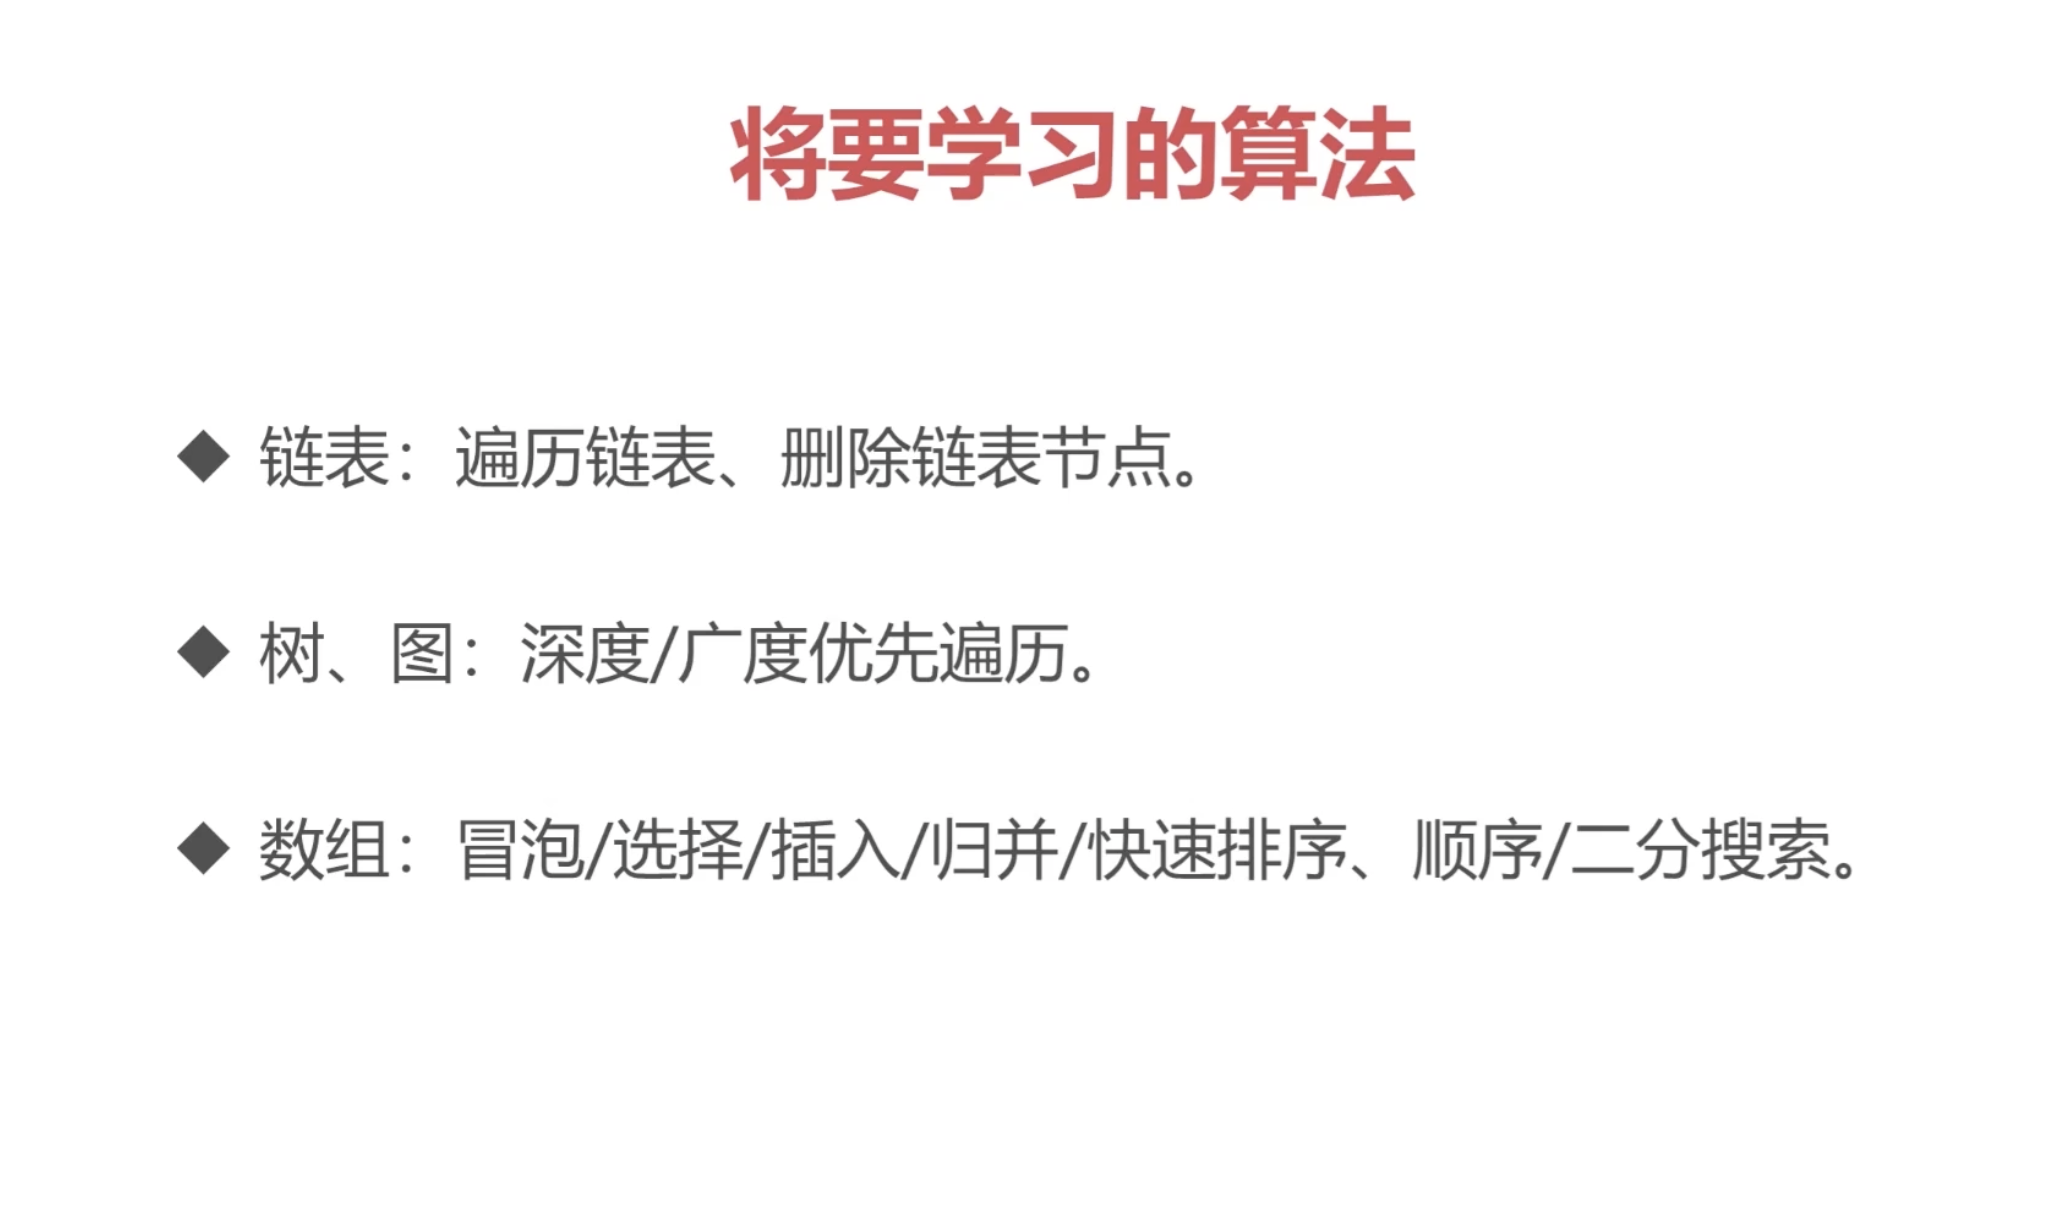 将要学习的算法
◆ 链表：遍历链表、删除链表节点。
◆ 树、图：深度/广度优先遍历。
◆ 数组：冒泡/选择/插入/归并/快速排序、顺序/二分搜索。